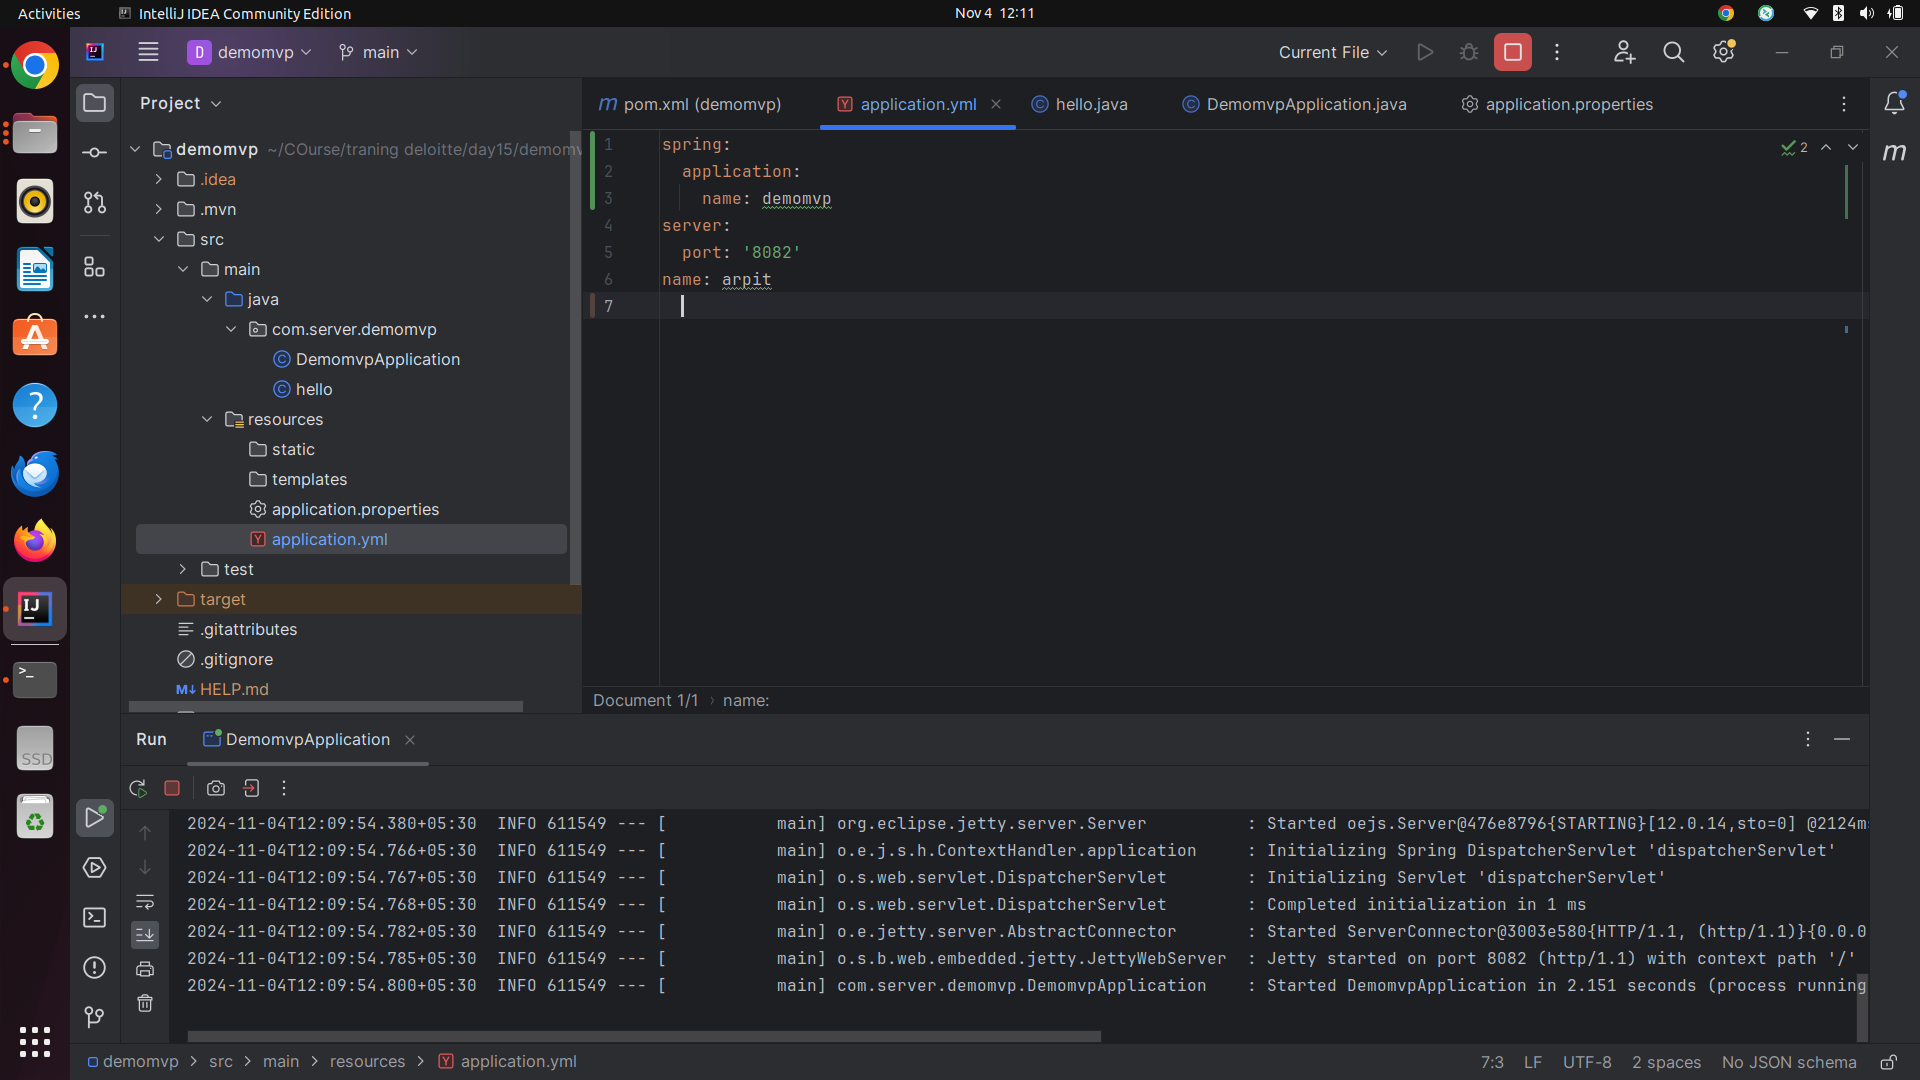 Activities
IntelliJ IDEA Community Edition
Nov 4 12:11
D demomvp
main
Current File
Project
pom.xml (demomvp)
application.yml
hello.java
DemomvpApplication.java
application.properties
demomvp ~/COurse/traning deloitte/day15/demomv
.idea
.mvn
src
main
java
com.server.demomvp
DemomvpApplication
hello
resources
static
templates
application.properties
application.yml
test
target
.gitattributes
.gitignore
HELP.md
1 spring:
2 application:
3 name: demomvp
4 server:
5 port: '8082'
6 name: arpit
7
2
Document 1/1 › name:
Run
DemomvpApplication
2024-11-04T12:09:54.380+05:30 INFO 611549 --- [ main] org.eclipse.jetty.server.Server : Started oejs.Server@476e8796{STARTING}[12.0.14,sto=0] @2124ms
2024-11-04T12:09:54.766+05:30 INFO 611549 --- [ main] o.e.j.s.h.ContextHandler.application : Initializing Spring DispatcherServlet 'dispatcherServlet'
2024-11-04T12:09:54.767+05:30 INFO 611549 --- [ main] o.s.web.servlet.DispatcherServlet : Initializing Servlet 'dispatcherServlet'
2024-11-04T12:09:54.768+05:30 INFO 611549 --- [ main] o.s.web.servlet.DispatcherServlet : Completed initialization in 1 ms
2024-11-04T12:09:54.782+05:30 INFO 611549 --- [ main] o.e.jetty.server.AbstractConnector : Started ServerConnector@3003e580{HTTP/1.1, (http/1.1)}{0.0.0
2024-11-04T12:09:54.785+05:30 INFO 611549 --- [ main] o.s.b.web.embedded.jetty.JettyWebServer : Jetty started on port 8082 (http/1.1) with context path '/'
2024-11-04T12:09:54.800+05:30 INFO 611549 --- [ main] com.server.demomvp.DemomvpApplication : Started DemomvpApplication in 2.151 seconds (process running
SSD
demomvp > src > main > resources > application.yml
7:3 LF UTF-8 2 spaces No JSON schema